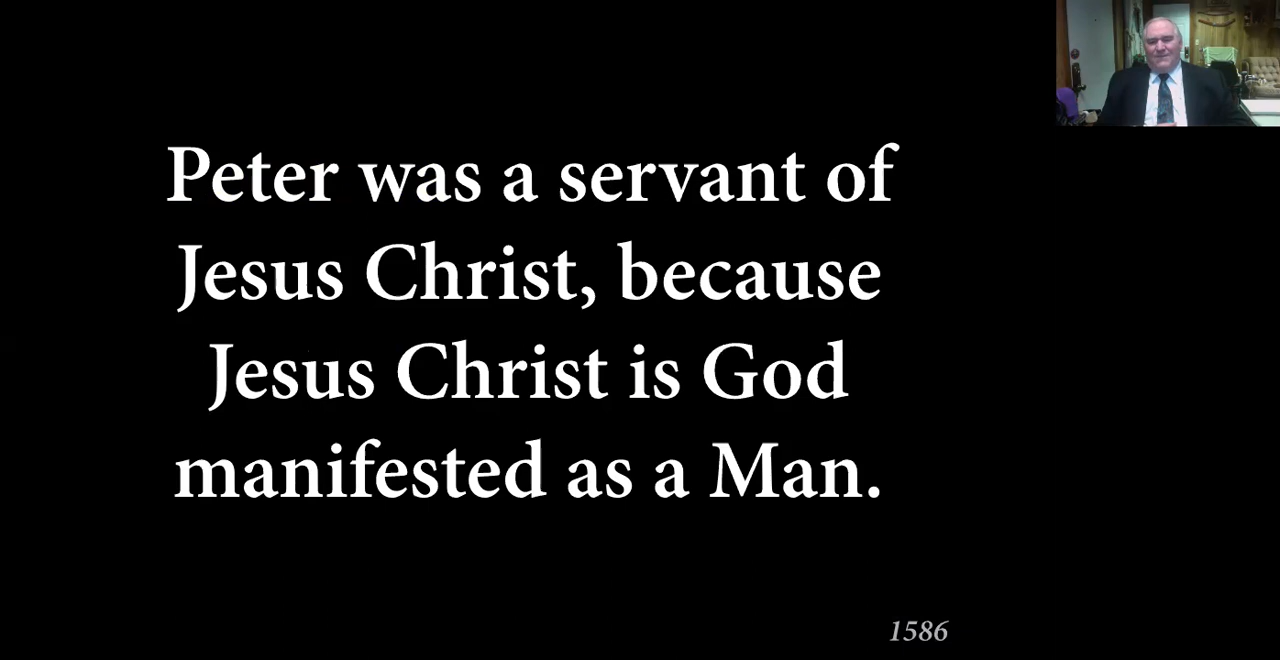 Peter was a servant of
Jesus Christ, because
Jesus Christ is God
manifested as a Man.
1586